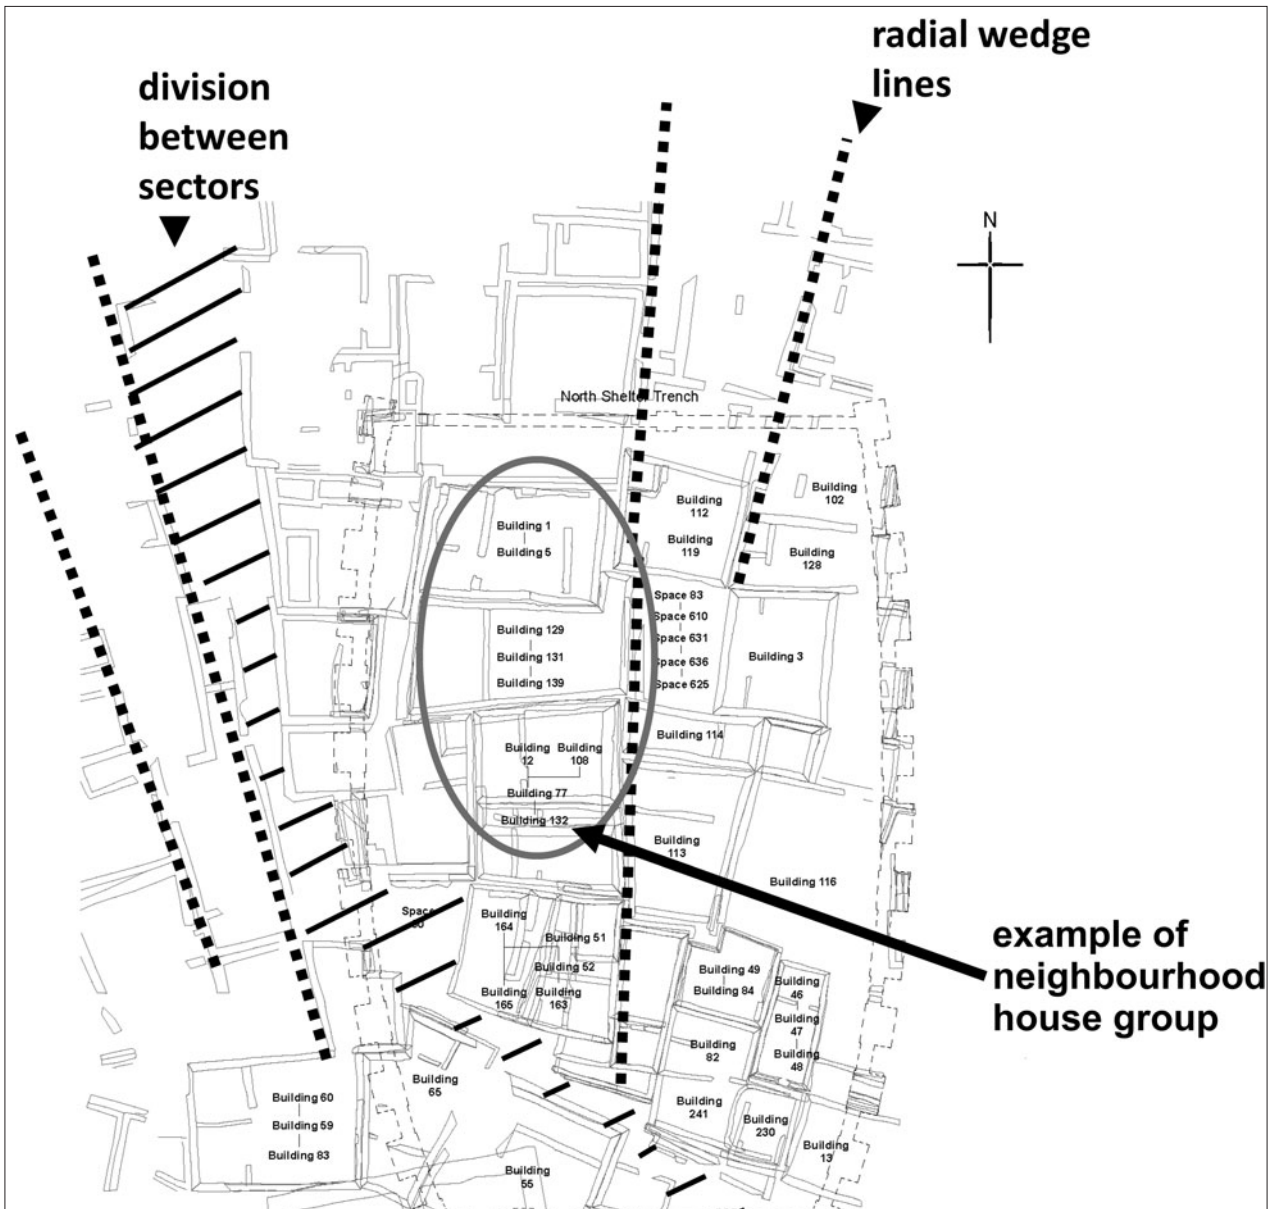 radial wedge
lines
division
between
sectors
N
North Shelter Trench
Building
102
Building
112
Building 1
Building
119
Building 5
Building
128
Space 83
Space 610
Building 129
Space 631
Building 131
Building 3
Space 636
Building 139
Space 625
Building 114
Building
12
Building
108
Building 77
Building 132
Building
113
Building 116
Space
Building
164
Building 51
example of
neighbourhood
house group
Building 52
Building 49
Building 84
Building
46
Building
165
Building
163
Building
47
Building
82
Building
48
Building
65
Building 60
Building
241
Building 59
Building
230
Building 83
Building
13
Building
55